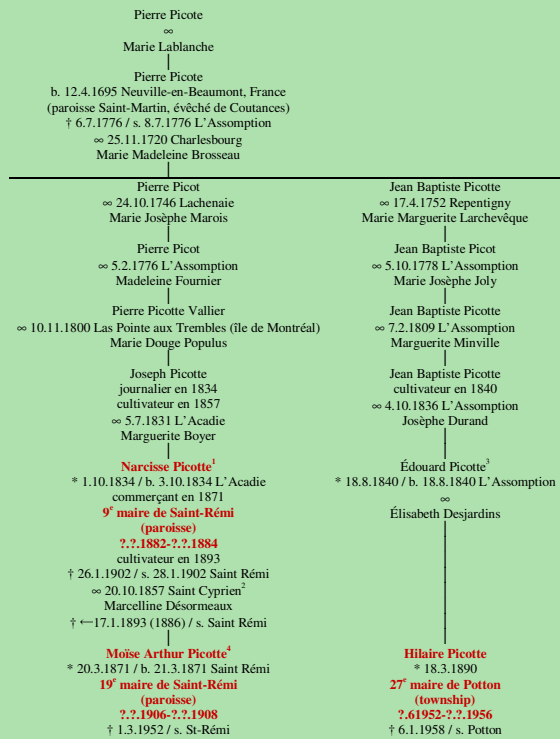 Pierre Picote
∞
Marie Lablanche
Pierre Picote
b. 12.4.1695 Neuville-en-Beaumont, France
(paroisse Saint-Martin, évêché de Coutances)
† 6.7.1776 / s. 8.7.1776 L'Assomption
∞ 25.11.1720 Charlesbourg
Marie Madeleine Brosseau
Pierre Picot
∞ 24.10.1746 Lachenaie
Marie Josèphe Marois
Pierre Picot
∞ 5.2.1776 L'Assomption
Madeleine Fournier
Pierre Picotte Vallier
∞ 10.11.1800 Las Pointe aux Trembles (île de Montréal)
Marie Douge Populus
Joseph Picotte
journalier en 1834
cultivateur en 1857
∞ 5.7.1831 L'Acadie
Marguerite Boyer
Narcisse Picotte¹
* 1.10.1834 / b. 3.10.1834 L'Acadie
commerçant en 1871
9ᵉ maire de Saint-Rémi
(paroisse)
?.?.1882-?.?.1884
cultivateur en 1893
† 26.1.1902 / s. 28.1.1902 Saint Rémi
∞ 20.10.1857 Saint Cyprien²
Marcelline Désormeaux
† ←17.1.1893 (1886) / s. Saint Rémi
Moïse Arthur Picotte⁴
* 20.3.1871 / b. 21.3.1871 Saint Rémi
19ᵉ maire de Saint-Rémi
(paroisse)
?.?.1906-?.?.1908
† 1.3.1952 / s. St-Rémi
Jean Baptiste Picotte
∞ 17.4.1752 Repentigny
Marie Marguerite Larchevêque
Jean Baptiste Picot
∞ 5.10.1778 L'Assomption
Marie Josèphe Joly
Jean Baptiste Picotte
∞ 7.2.1809 L'Assomption
Marguerite Minville
Jean Baptiste Picotte
cultivateur en 1840
∞ 4.10.1836 L'Assomption
Josèphe Durand
Édouard Picotte³
* 18.8.1840 / b. 18.8.1840 L'Assomption
∞
Élisabeth Desjardins
Hilaire Picotte
* 18.3.1890
27ᵉ maire de Potton
(township)
?.61952-?.?.1956
† 6.1.1958 / s. Potton